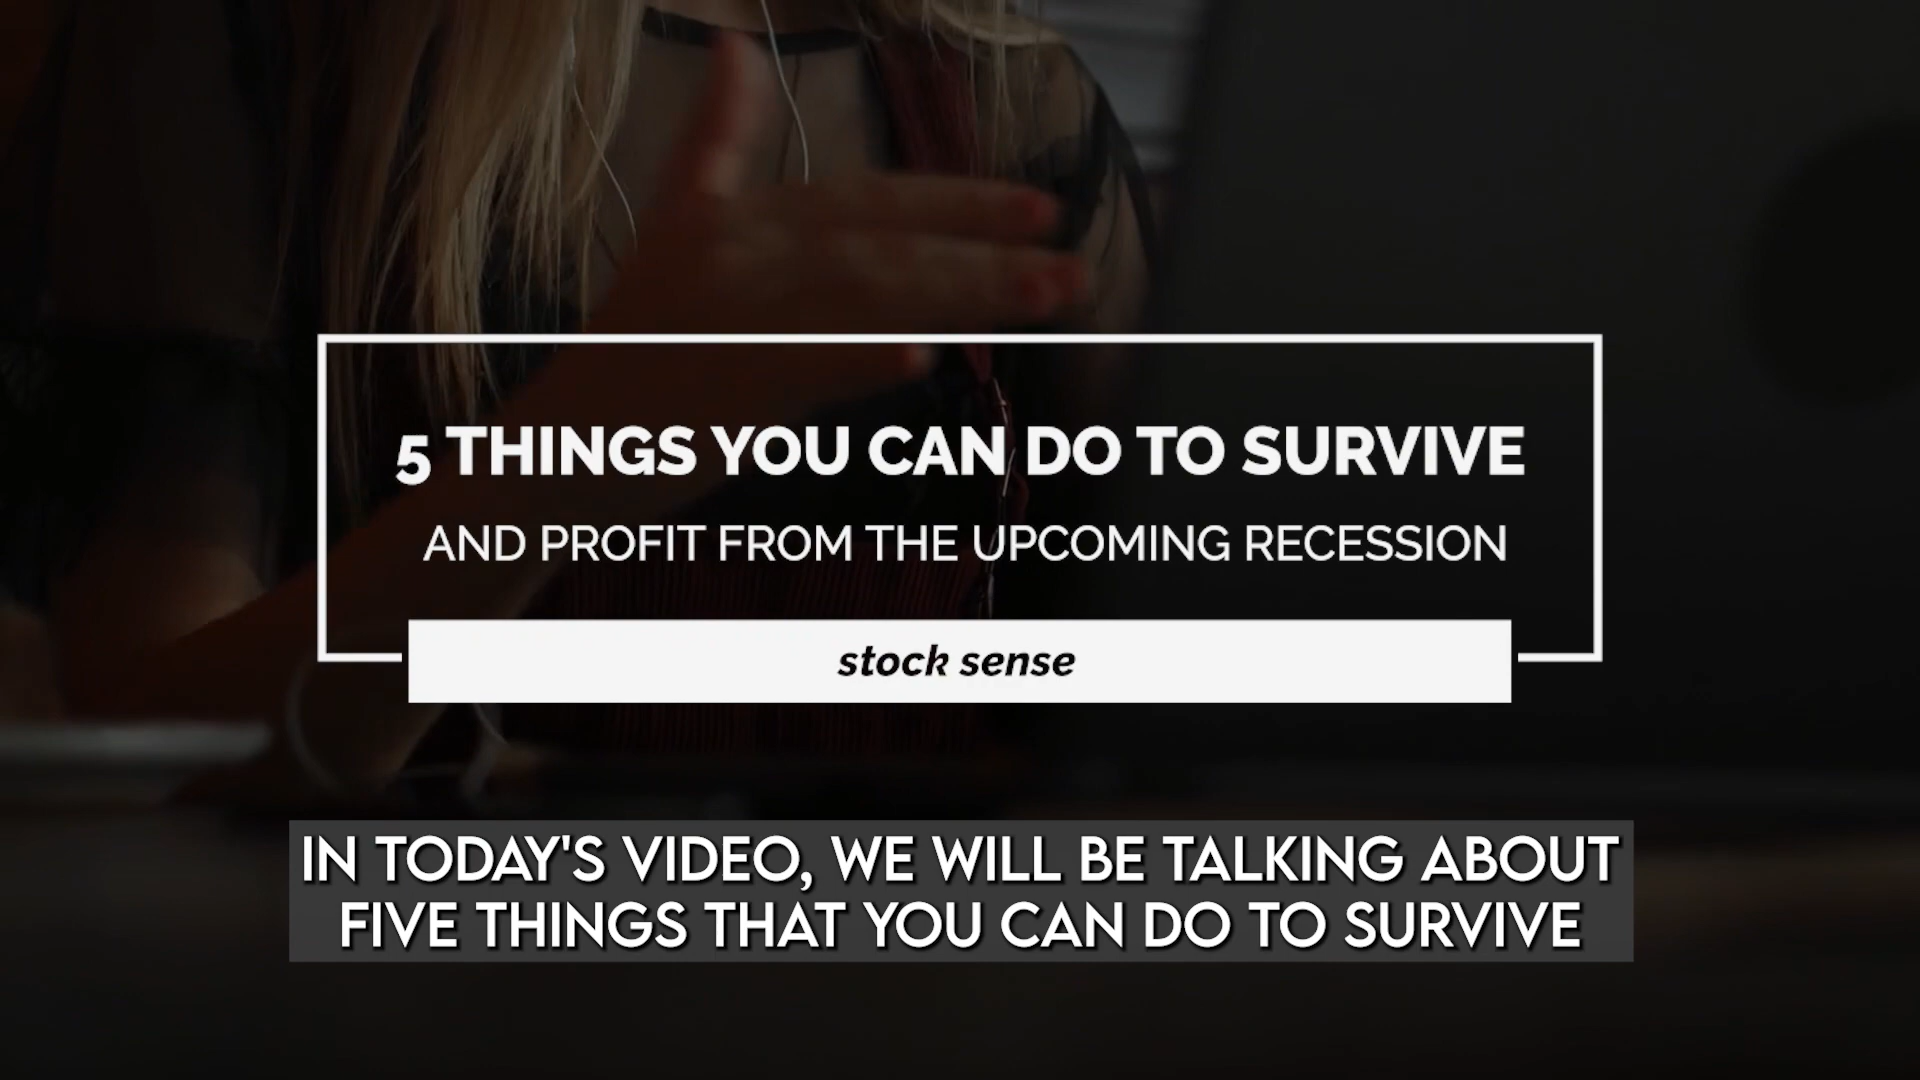 5 THINGS YOU CAN DO TO SURVIVE
AND PROFIT FROM THE UPCOMING RECESSION
stock sense
IN TODAY'S VIDEO, WE WILL BE TALKING ABOUT
FIVE THINGS THAT YOU CAN DO TO SURVIVE